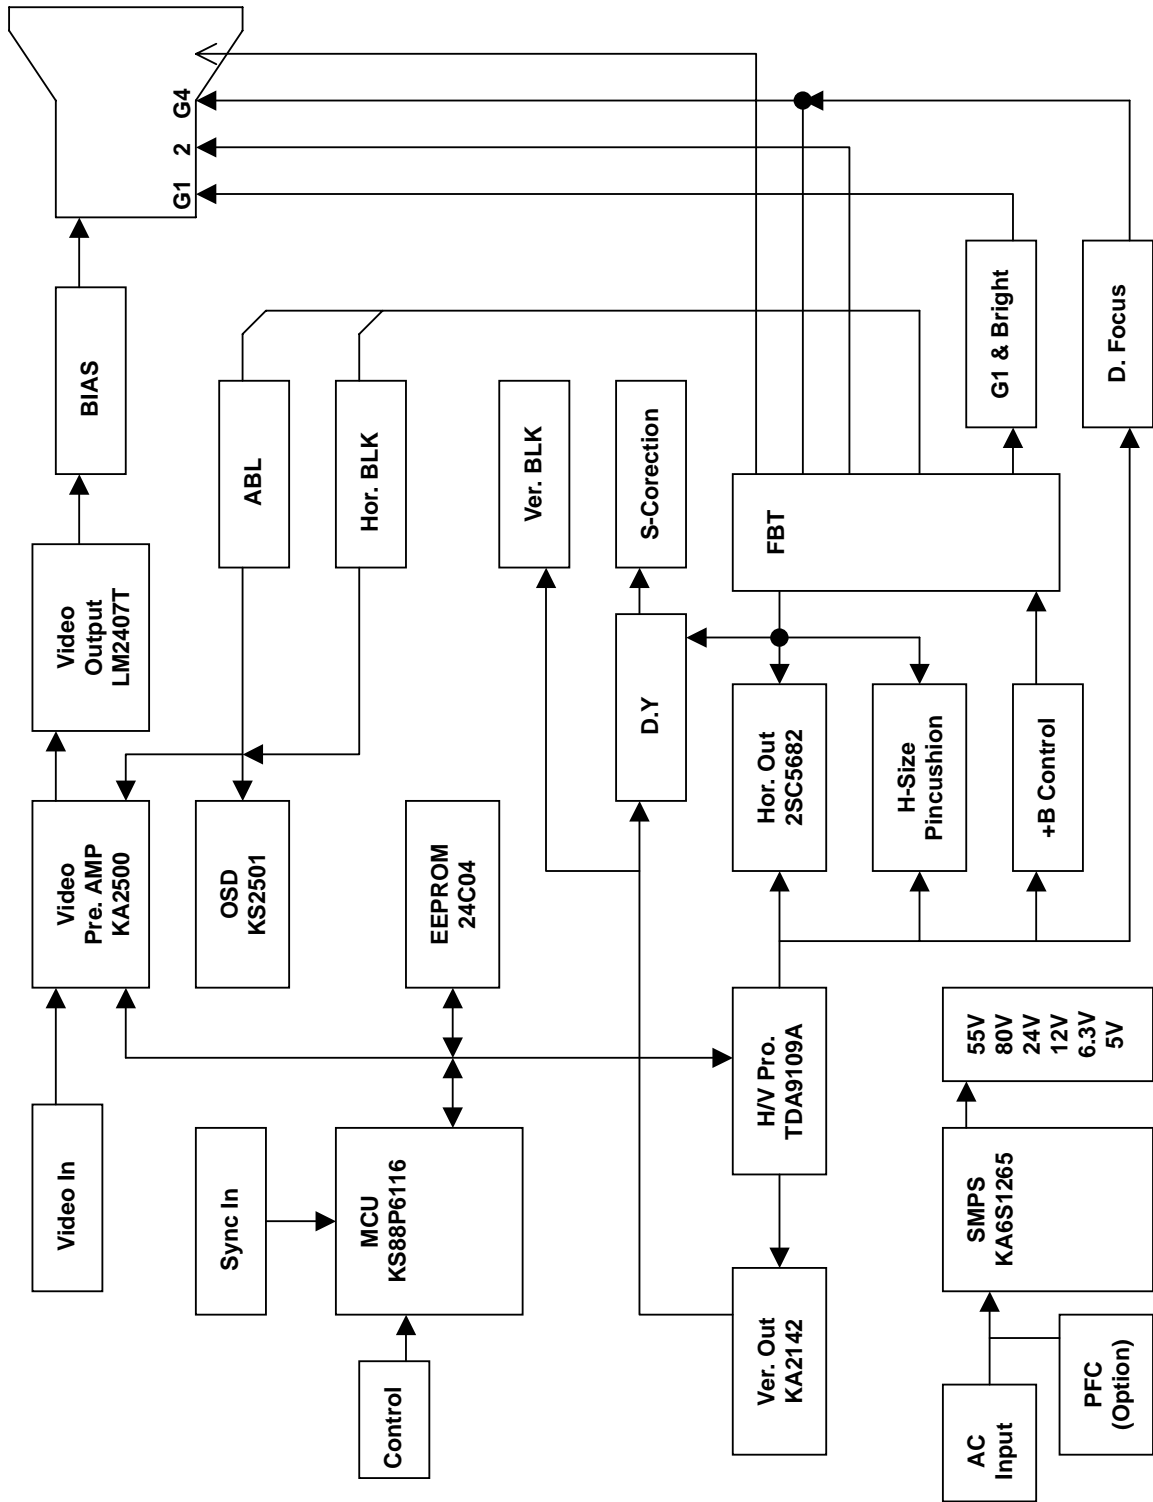 G1
2
G4
BIAS
Video
Output
LM2407T
Video
Pre. AMP
KA2500
Video In
ABL
Hor. BLK
OSD
KS2501
Sync In
MCU
KS88P6116
Control
EEPROM
24C04
Ver. BLK
S-Corection
D.Y
FBT
G1 & Bright
D. Focus
Hor. Out
2SC5682
H-Size
Pincushion
+B Control
H/V Pro.
TDA9109A
Ver. Out
KA2142
55V
80V
24V
12V
6.3V
5V
SMPS
KA6S1265
AC
Input
PFC
(Option)